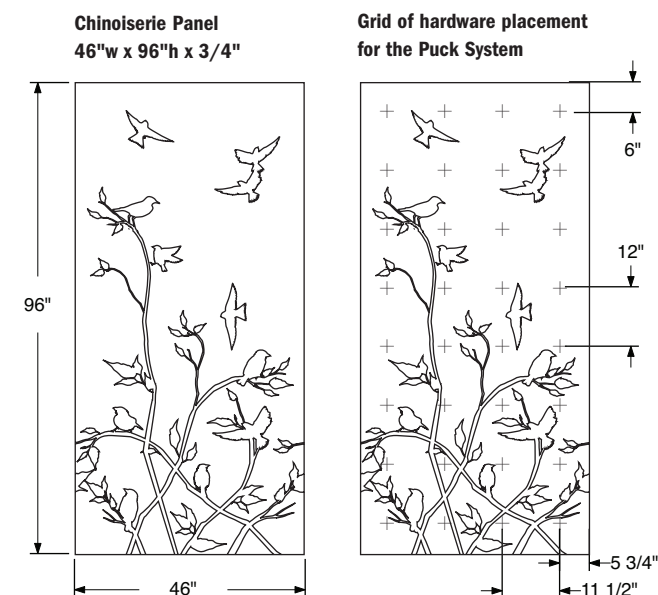 Chinoiserie Panel
46"w x 96"h x 3/4"
Grid of hardware placement
for the Puck System
6"
12"
96"
5 3/4"
46"
11 1/2"